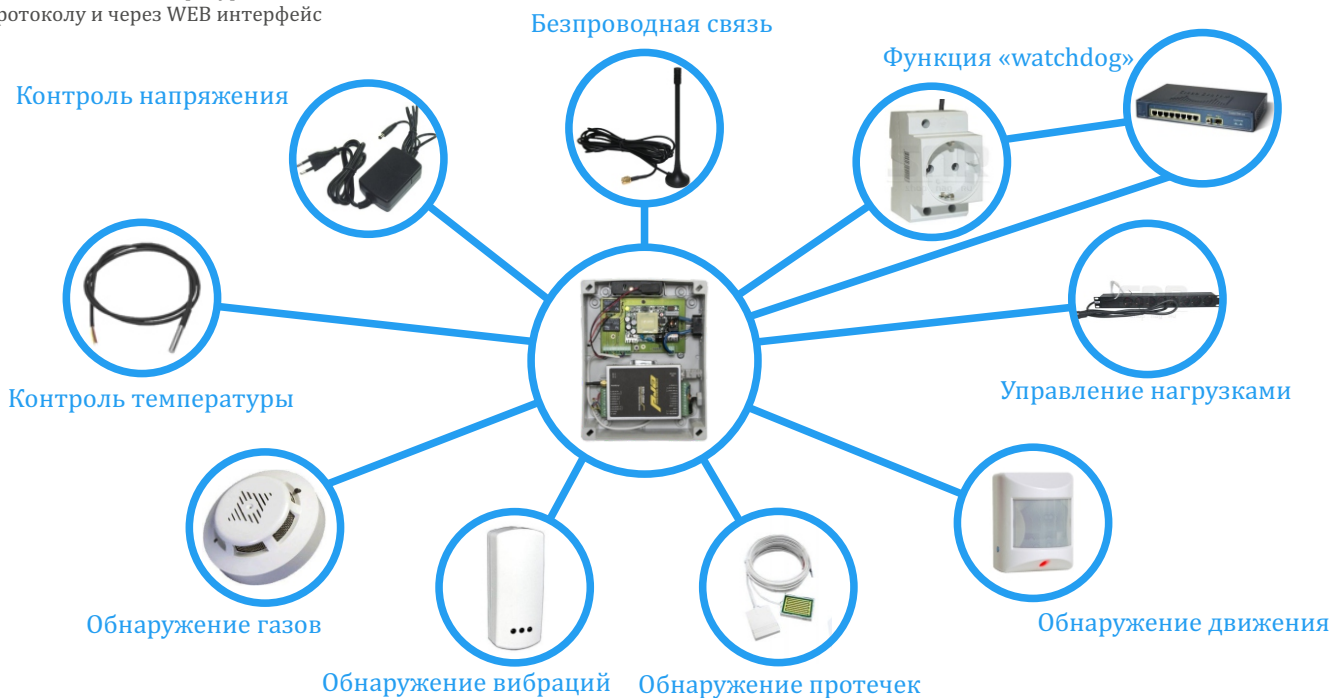 ротоколу и через WEB интерфейс
Безпроводная связь
Функция «watchdog»
Контроль напряжения
Контроль температуры
Управление нагрузками
Обнаружение газов
Обнаружение движения
Обнаружение вибраций
Обнаружение протечек